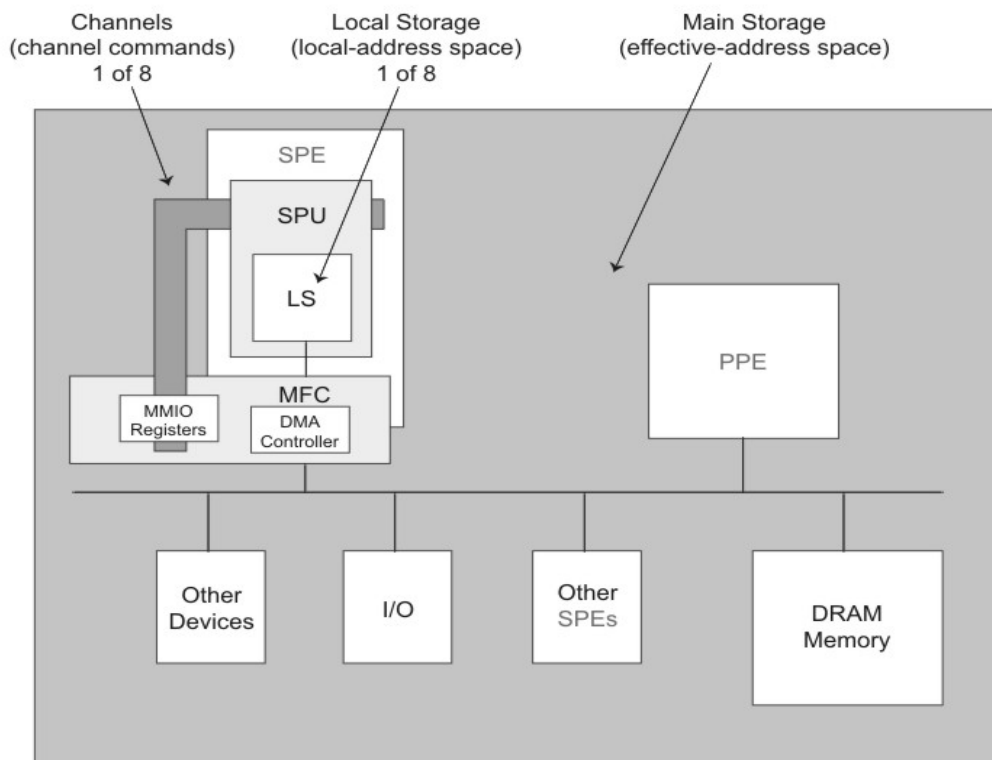 Channels
(channel commands)
1 of 8
Local Storage
(local-address space)
1 of 8
Main Storage
(effective-address space)
SPE
SPU
LS
MFC
MMIO
Registers
DMA
Controller
PPE
Other
Devices
I/O
Other
SPEs
DRAM
Memory